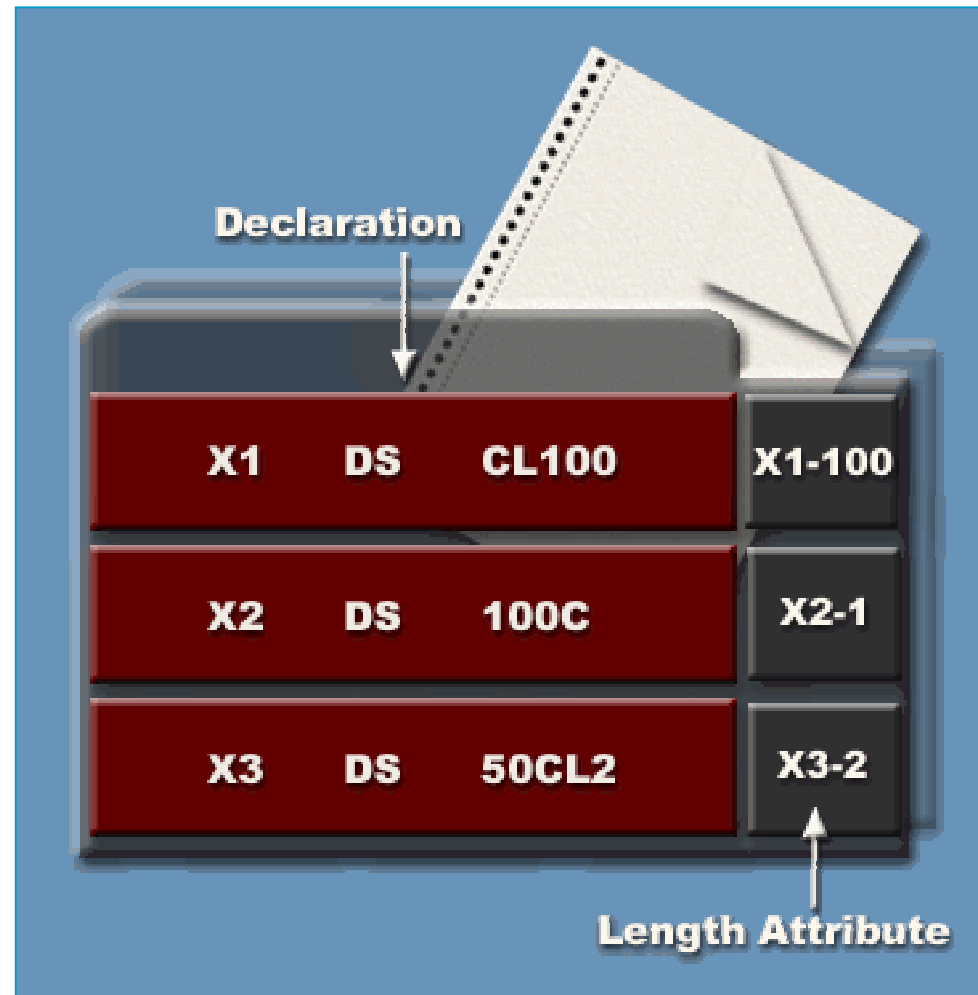 Declaration
X1 DS CL100 X1-100
X2 DS 100C X2-1
X3 DS 50CL2 X3-2
Length Attribute